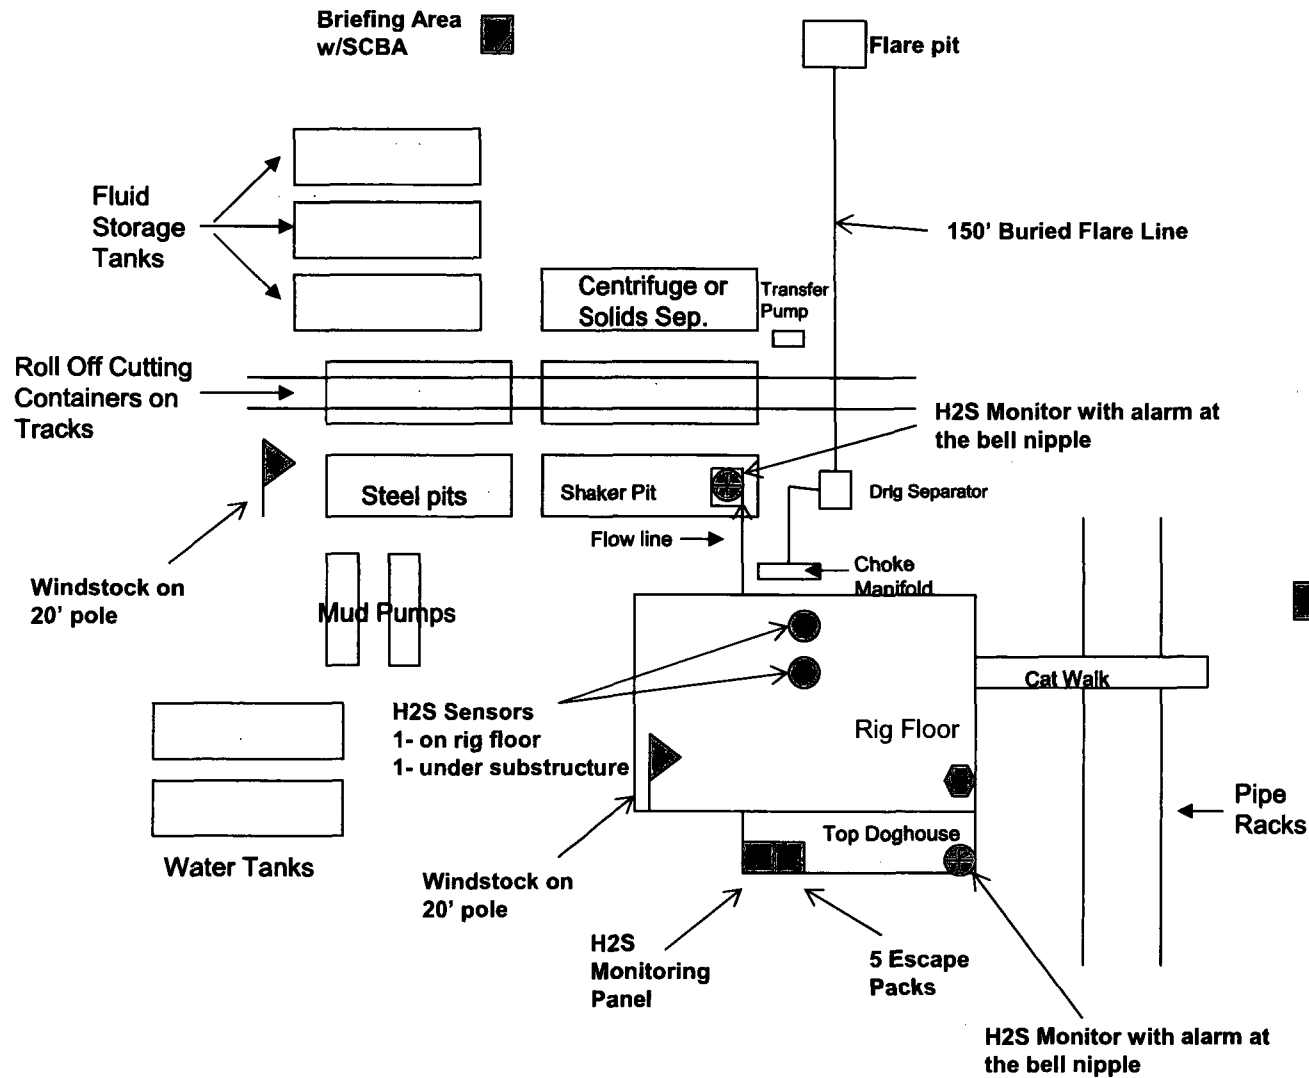 Briefing Area
w/SCBA
Flare pit
Fluid
Storage
Tanks
150' Buried Flare Line
Centrifuge or
Solids Sep.
Transfer
Pump
Roll Off Cutting
Containers on
Tracks
H2S Monitor with alarm at
the bell nipple
Steel pits
Shaker Pit
Drlg Separator
Flow line
Choke
Manifold
Windstock on
20' pole
Mud Pumps
Cat Walk
H2S Sensors
1- on rig floor
1- under substructure
Rig Floor
Pipe
Racks
Top Doghouse
Water Tanks
Windstock on
20' pole
H2S
Monitoring
Panel
5 Escape
Packs
H2S Monitor with alarm at
the bell nipple